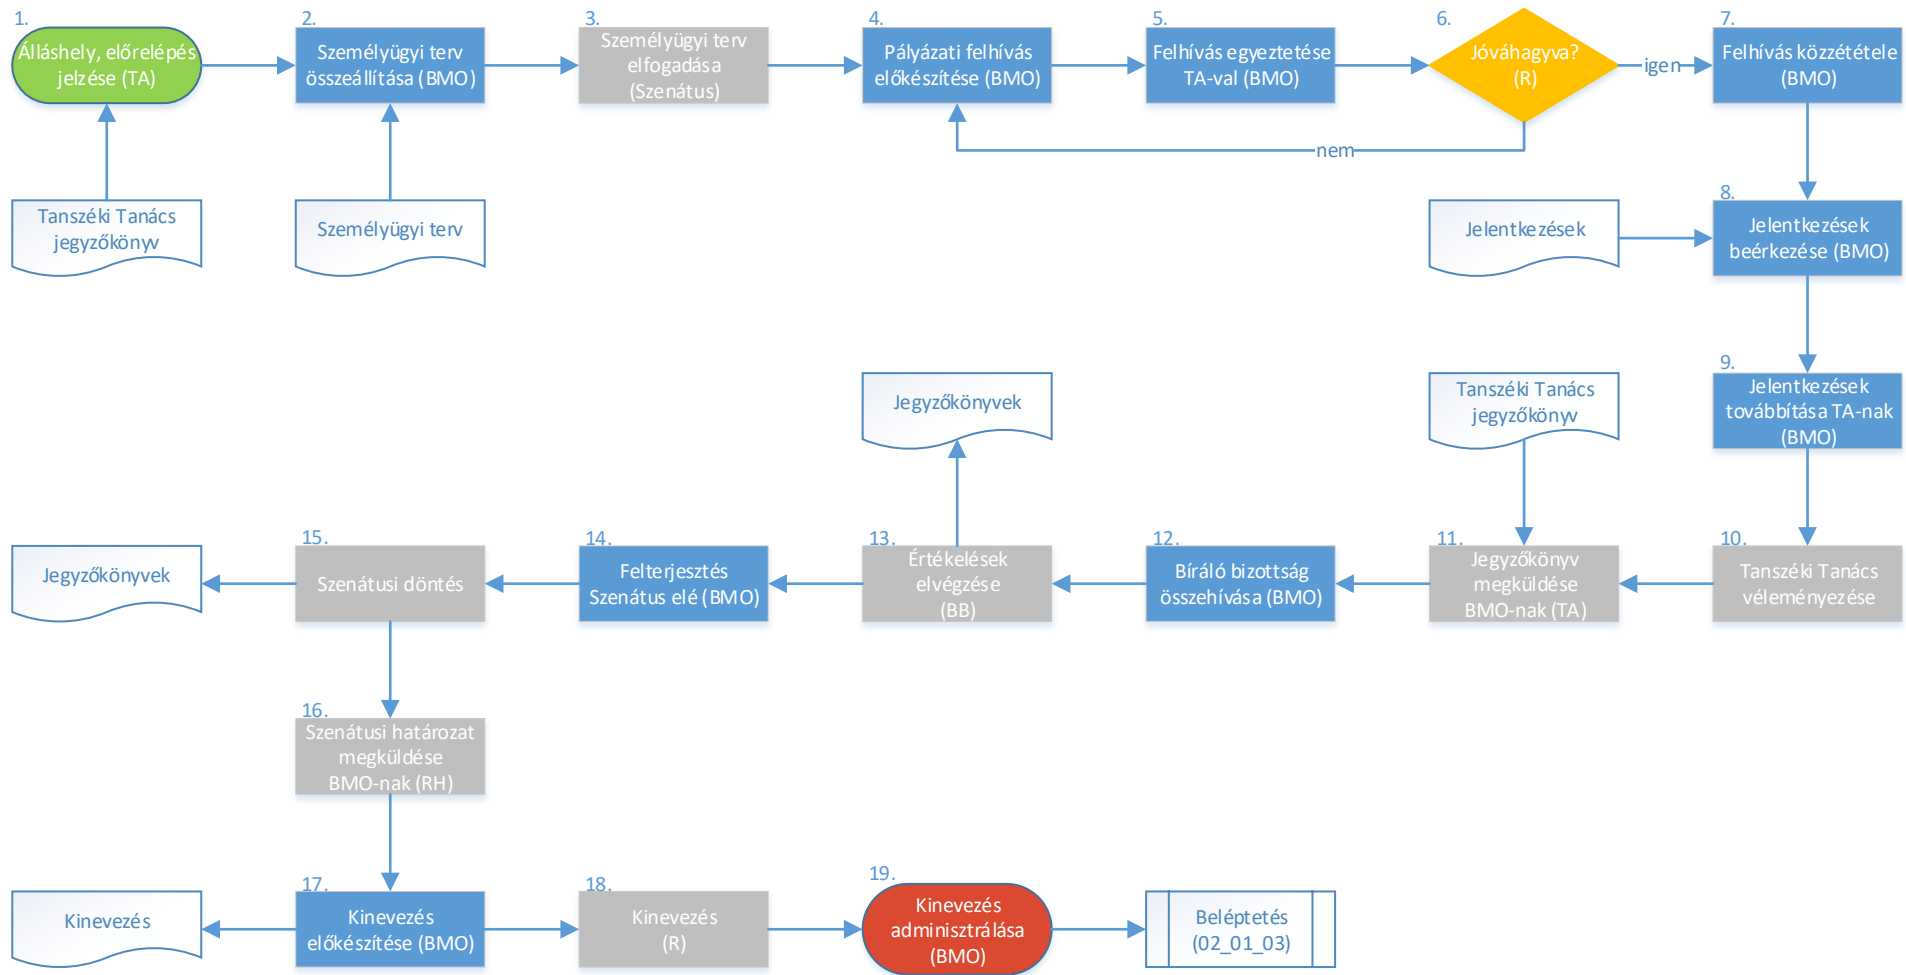 1.
Álláshely, előrelépés
jelzése (TA)
2.
Személyügyi terv
összeállítása (BMO)
3.
Személyügyi terv
elfogadása
(Szenátus)
4.
Pályázati felhívás
előkészítése (BMO)
5.
Felhívás egyeztetése
TA-val (BMO)
6.
Jóváhagyva?
(R)
igen
7.
Felhívás közzététele
(BMO)
nem
Tanszéki Tanács
jegyzőkönyv
Személyügyi terv
Jelentkezések
8.
Jelentkezések
beérkezése (BMO)
Jegyzőkönyvek
Tanszéki Tanács
jegyzőkönyv
9.
Jelentkezések
továbbítása TA-nak
(BMO)
Jegyzőkönyvek
15.
Szenátusi döntés
14.
Felterjesztés
Szenátus elé (BMO)
13.
Értékelések
elvégzése
(BB)
12.
Bíráló bizottság
összehívása (BMO)
11.
Jegyzőkönyv
megküldése
BMO-nak (TA)
10.
Tanszéki Tanács
véleményezése
16.
Szenátusi határozat
megküldése
BMO-nak (RH)
Kinevezés
17.
Kinevezés
előkészítése (BMO)
18.
Kinevezés
(R)
19.
Kinevezés
adminisztrálása
(BMO)
Beléptetés
(02_01_03)